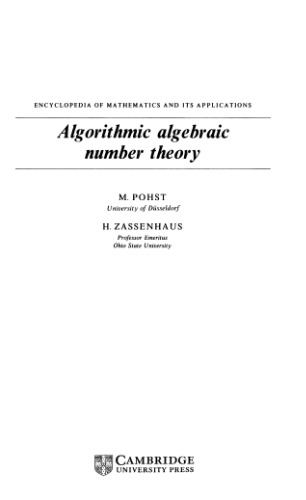 ENCYCLOPEDIA OF MATHEMATICS AND ITS APPLICATIONS
Algorithmic algebraic
number theory
M. POHST
University of Düsseldorf
H. ZASSENHAUS
Professor Emeritus
Ohio State University
CAMBRIDGE
UNIVERSITY PRESS